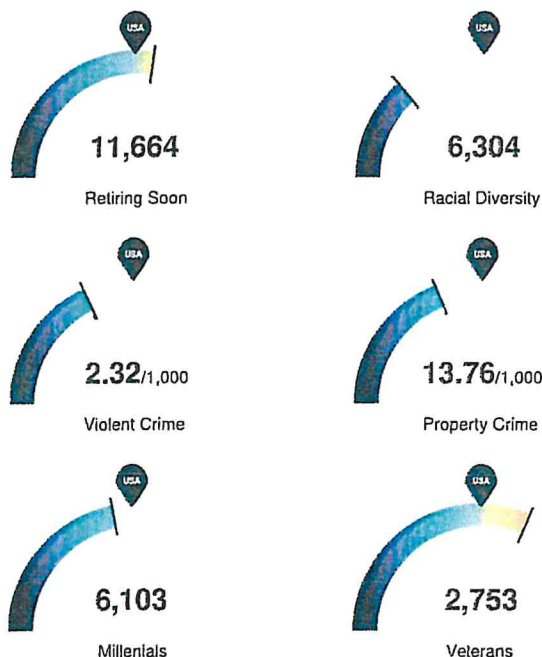 USA
11,664
Retiring Soon
USA
6,304
Racial Diversity
USA
2.32/1,000
Violent Crime
USA
13.76/1,000
Property Crime
USA
6,103
Millenials
USA
2,753
Veterans